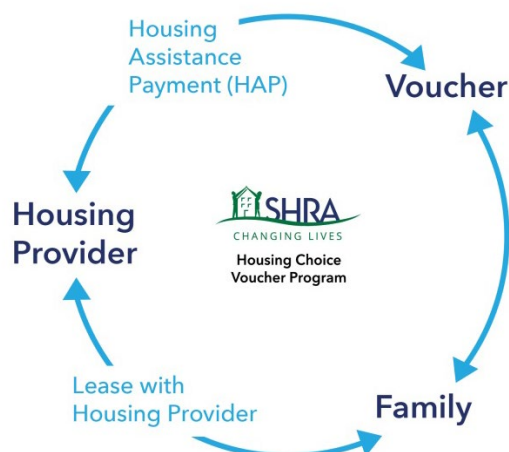 Housing
Assistance
Payment (HAP)
Voucher
Housing
Provider
SHRA
CHANGING LIVES
Housing Choice
Voucher Program
Lease with
Housing Provider
Family